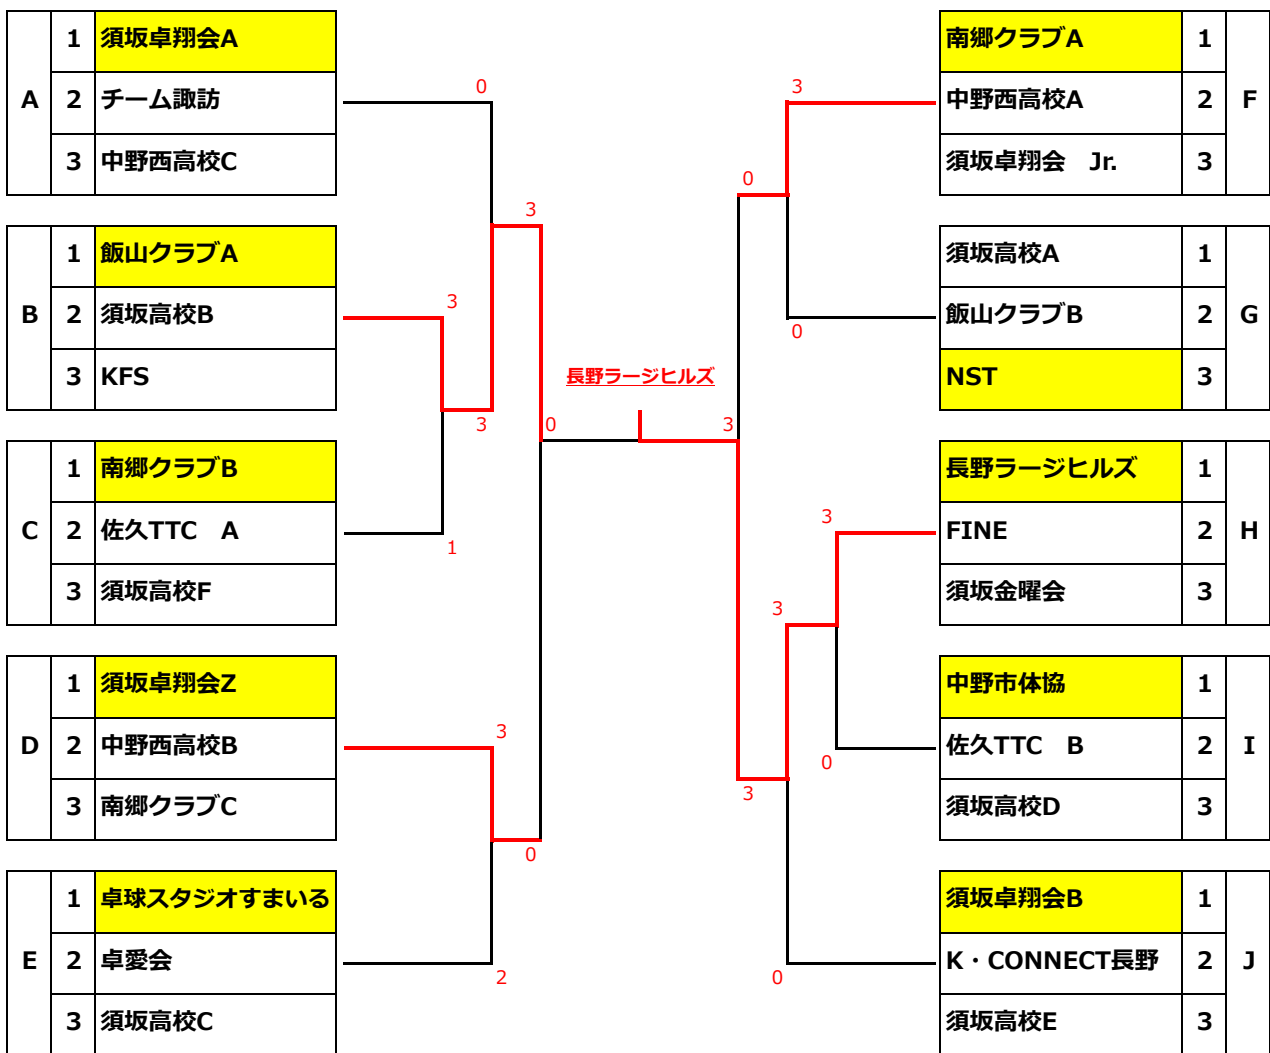 A
1 須坂卓翔会A
2 チーム諏訪
3 中野西高校C
B
1 飯山クラブA
2 須坂高校B
3 KFS
C
1 南郷クラブB
2 佐久TTC　A
3 須坂高校F
D
1 須坂卓翔会Z
2 中野西高校B
3 南郷クラブC
E
1 卓球スタジオすまいる
2 卓愛会
3 須坂高校C
0
3
3
3
1
3
0
2
0
長野ラージヒルズ
3
3
0
0
3
3
0
3
0
南郷クラブA 1
中野西高校A 2
須坂卓翔会　Jr. 3
F
須坂高校A 1
飯山クラブB 2
NST 3
G
長野ラージヒルズ 1
FINE 2
須坂金曜会 3
H
中野市体協 1
佐久TTC　B 2
須坂高校D 3
I
須坂卓翔会B 1
K・CONNECT長野 2
須坂高校E 3
J